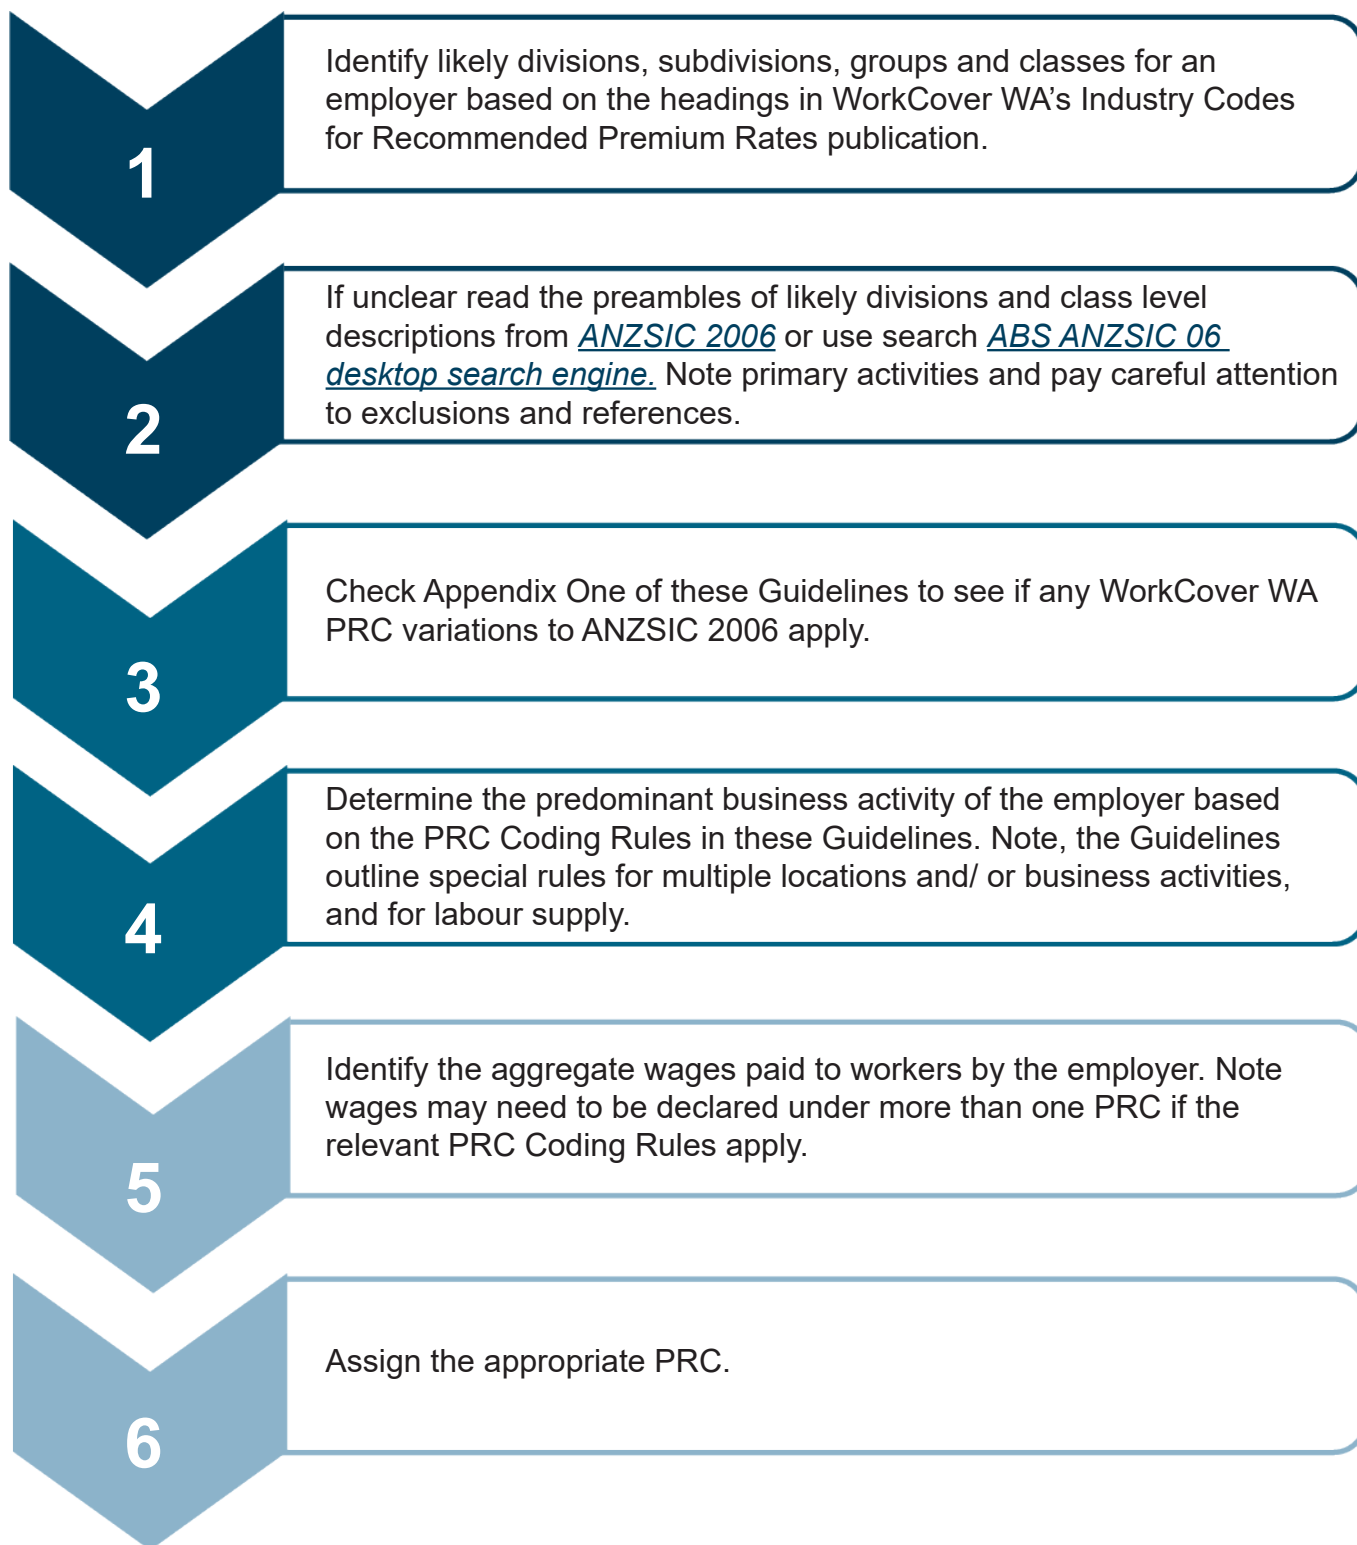 1
Identify likely divisions, subdivisions, groups and classes for an
employer based on the headings in WorkCover WA’s Industry Codes
for Recommended Premium Rates publication.
2
If unclear read the preambles of likely divisions and class level
descriptions from ANZSIC 2006 or use search ABS ANZSIC 06
desktop search engine. Note primary activities and pay careful attention
to exclusions and references.
3
Check Appendix One of these Guidelines to see if any WorkCover WA
PRC variations to ANZSIC 2006 apply.
4
Determine the predominant business activity of the employer based
on the PRC Coding Rules in these Guidelines. Note, the Guidelines
outline special rules for multiple locations and/ or business activities,
and for labour supply.
5
Identify the aggregate wages paid to workers by the employer. Note
wages may need to be declared under more than one PRC if the
relevant PRC Coding Rules apply.
6
Assign the appropriate PRC.